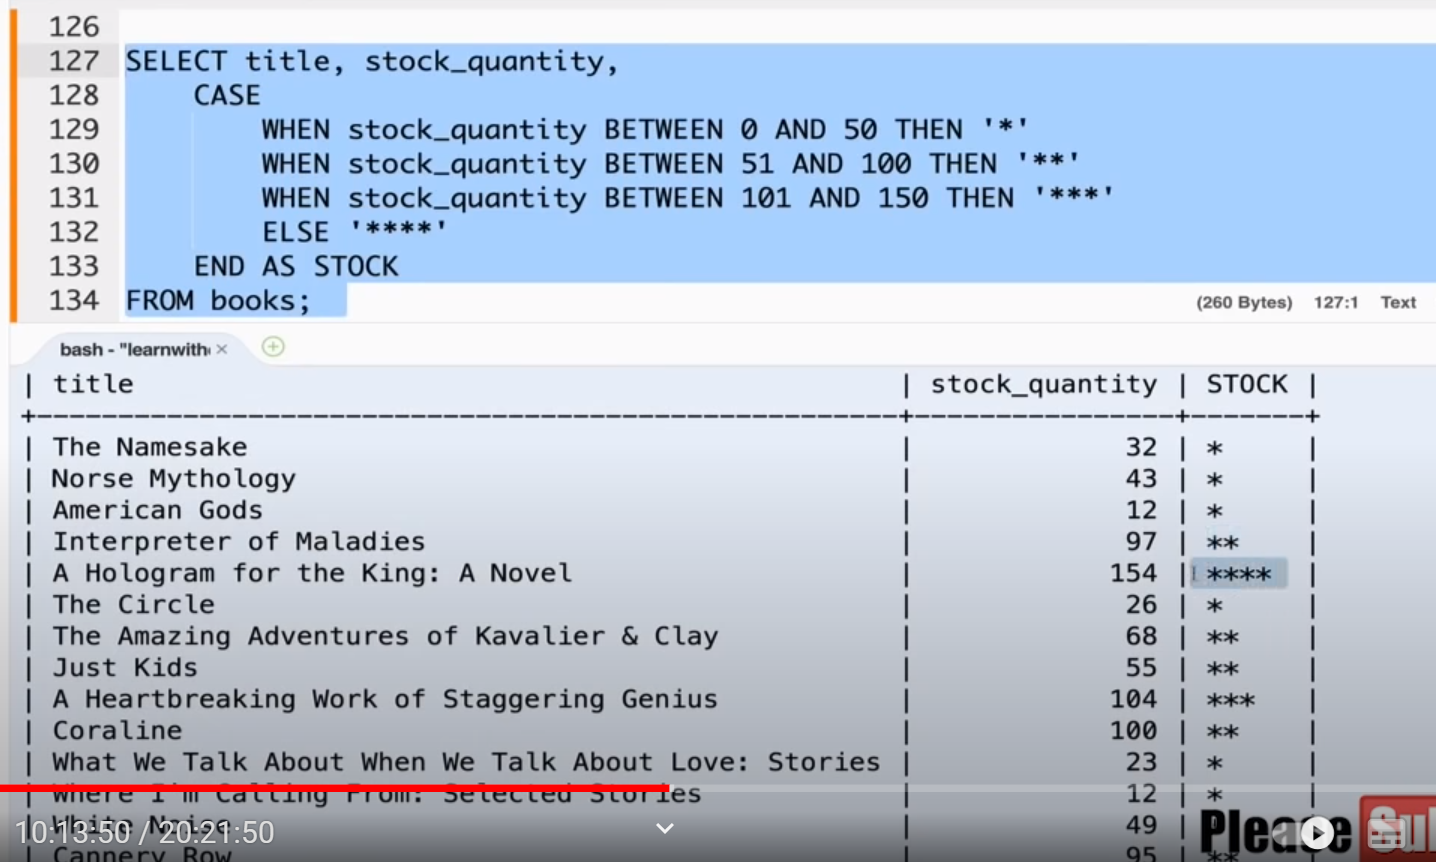 126
127 SELECT title, stock_quantity,
128 CASE
129 WHEN stock_quantity BETWEEN 0 AND 50 THEN '*'
130 WHEN stock_quantity BETWEEN 51 AND 100 THEN '**'
131 WHEN stock_quantity BETWEEN 101 AND 150 THEN '***'
132 ELSE '****'
133 END AS STOCK
134 FROM books;
(260 Bytes) 127:1 Text
bash - "learnwith
| title | stock_quantity | STOCK |
| The Namesake | 32 | * |
| Norse Mythology | 43 | * |
| American Gods | 12 | * |
| Interpreter of Maladies | 97 | ** |
| A Hologram for the King: A Novel | 154 | **** |
| The Circle | 26 | * |
| The Amazing Adventures of Kavalier & Clay | 68 | ** |
| Just Kids | 55 | ** |
| A Heartbreaking Work of Staggering Genius | 104 | *** |
| Coraline | 100 | ** |
| What We Talk About When We Talk About Love: Stories | 23 | * |
| Where I'm Calling From: Selected Stories | 12 | * |
| White Noise | 49 |
10:13:50 / 20:21:50
Please
| Cannery Row | 95 | **